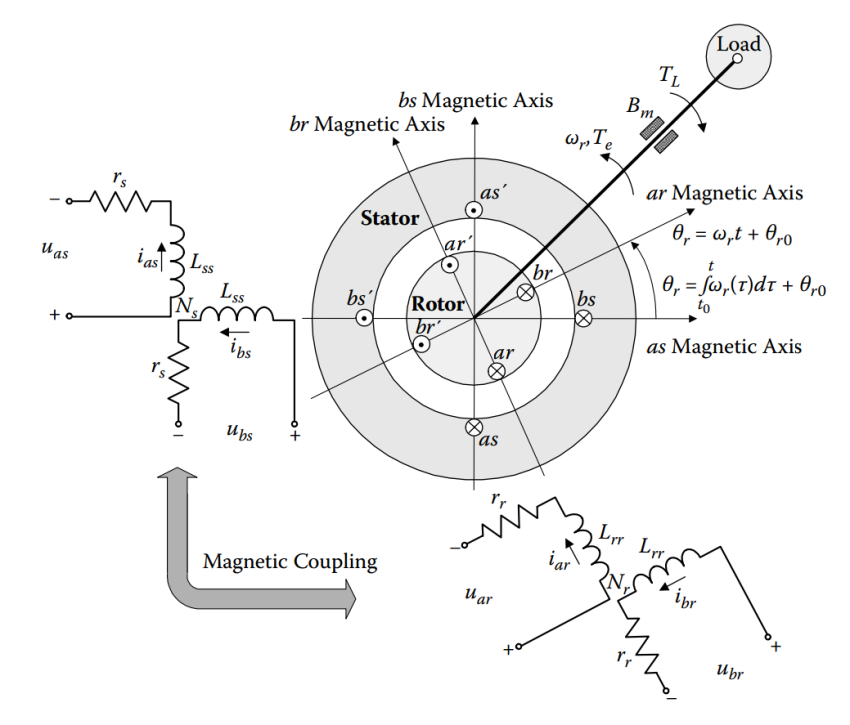 Load
T_L
bs Magnetic Axis
B_m
br Magnetic Axis
ω_r, T_e
r_s
as′
ar Magnetic Axis
−
Stator
θ_r = ω_r t + θ_r0
u_as
i_as
L_ss
ar′
br
θ_r = ∫ω_r(τ)dτ + θ_r0
t
t_0
L_ss
bs′
Rotor
bs
+
N_s
br′
as Magnetic Axis
i_bs
ar
r_s
−
u_bs
+
as
r_r
−
L_rr
L_rr
Magnetic Coupling
i_ar
N_r
i_br
u_ar
+
r_r
+
u_br
−